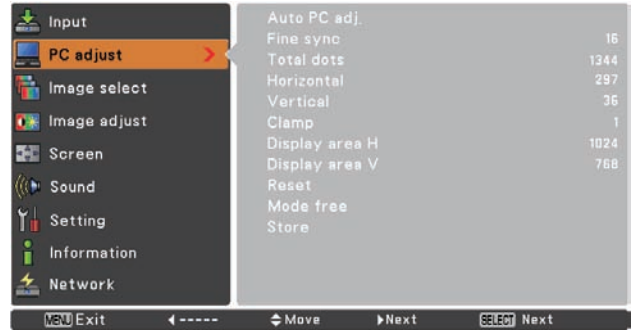 Input
PC adjust
Image select
Image adjust
Screen
Sound
Setting
Information
Network
Auto PC adj.
Fine sync 16
Total dots 1344
Horizontal 297
Vertical 36
Clamp 1
Display area H 1024
Display area V 768
Reset
Mode free
Store
MENU Exit ◀----- ◆Move ▶Next SELECT Next